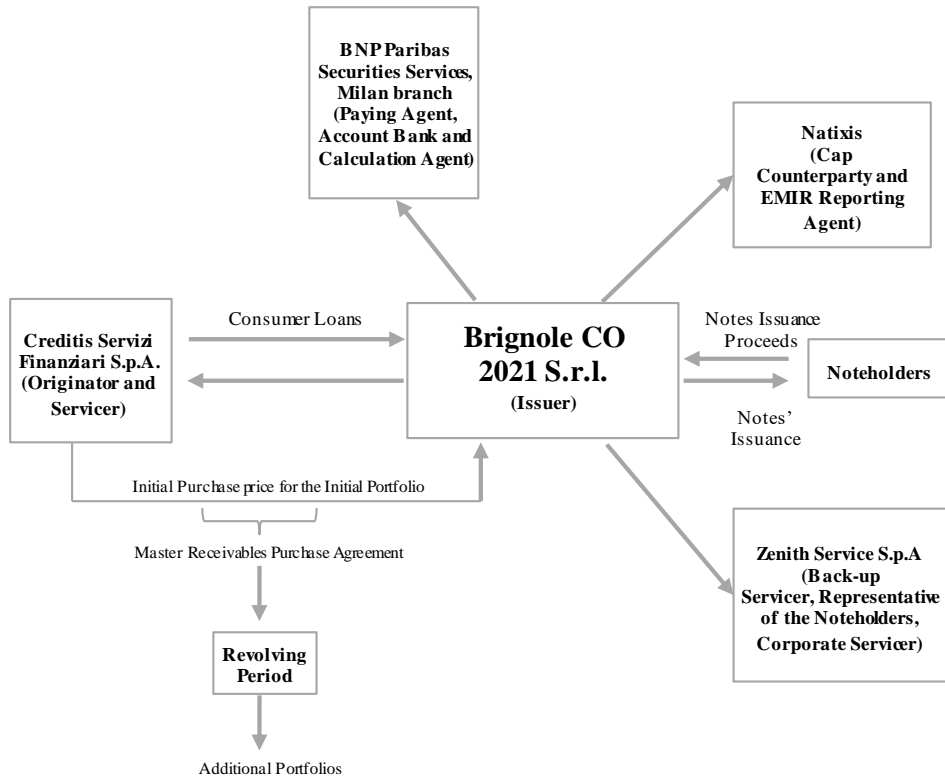 BNP Paribas
Securities Services,
Milan branch
(Paying Agent,
Account Bank and
Calculation Agent)
Natixis
(Cap
Counterparty and
EMIR Reporting
Agent)
Creditis Servizi
Finanziari S.p.A.
(Originator and
Servicer)
Consumer Loans
Brignole CO
2021 S.r.l.
(Issuer)
Notes Issuance
Proceeds
Noteholders
Notes'
Issuance
Initial Purchase price for the Initial Portfolio
Master Receivables Purchase Agreement
Revolving
Period
Additional Portfolios
Zenith Service S.p.A
(Back-up
Servicer, Representative
of the Noteholders,
Corporate Servicer)